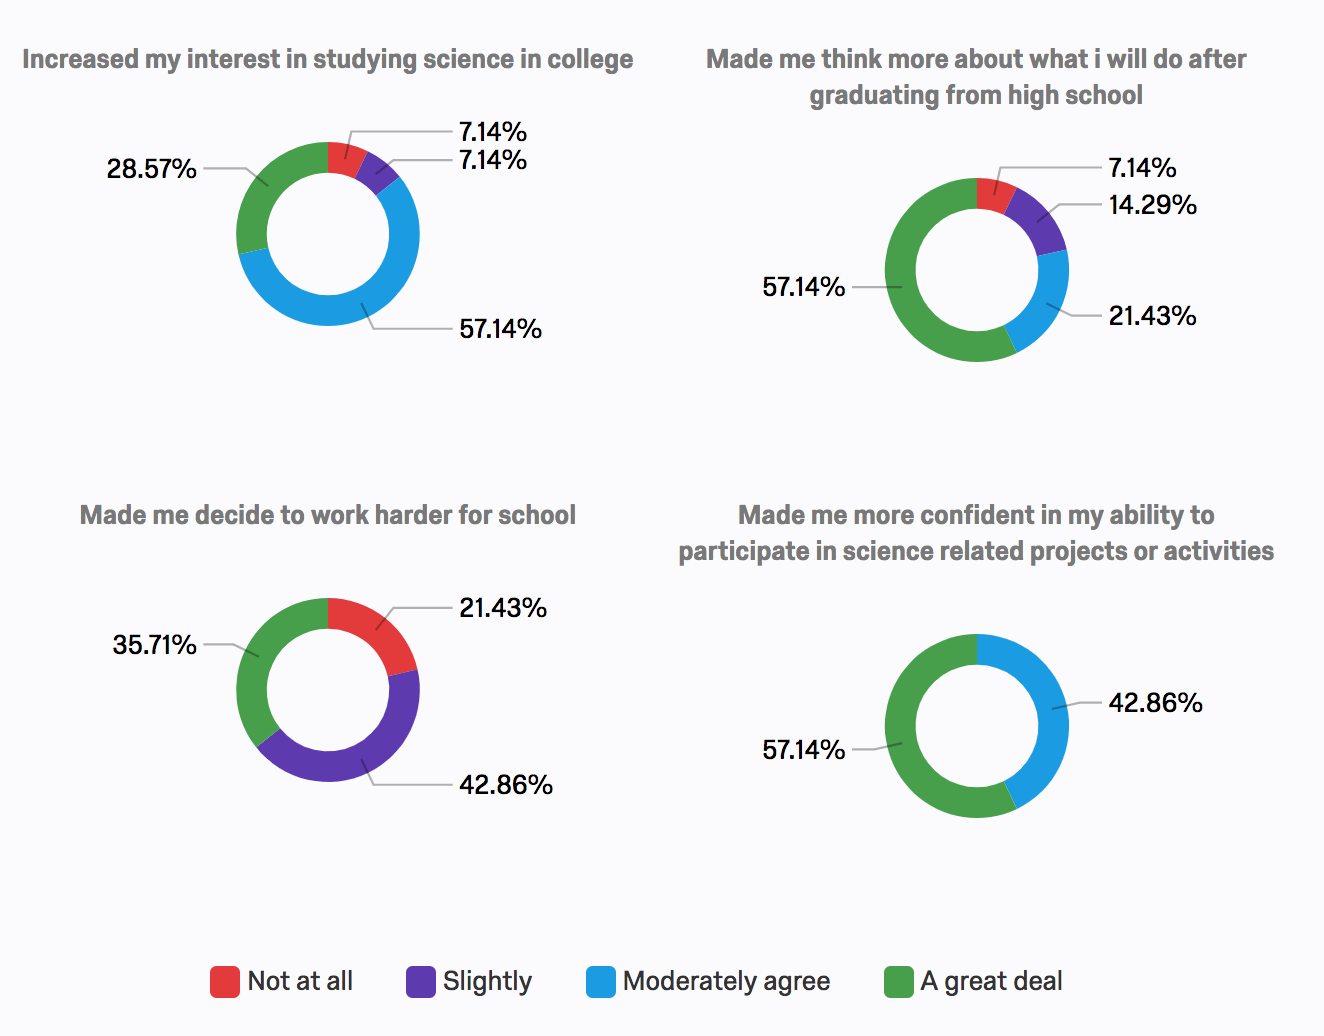 Increased my interest in studying science in college
7.14%
7.14%
28.57%
57.14%
Made me think more about what i will do after
graduating from high school
7.14%
14.29%
57.14%
21.43%
Made me decide to work harder for school
21.43%
35.71%
42.86%
Made me more confident in my ability to
participate in science related projects or activities
42.86%
57.14%
Not at all
Slightly
Moderately agree
A great deal